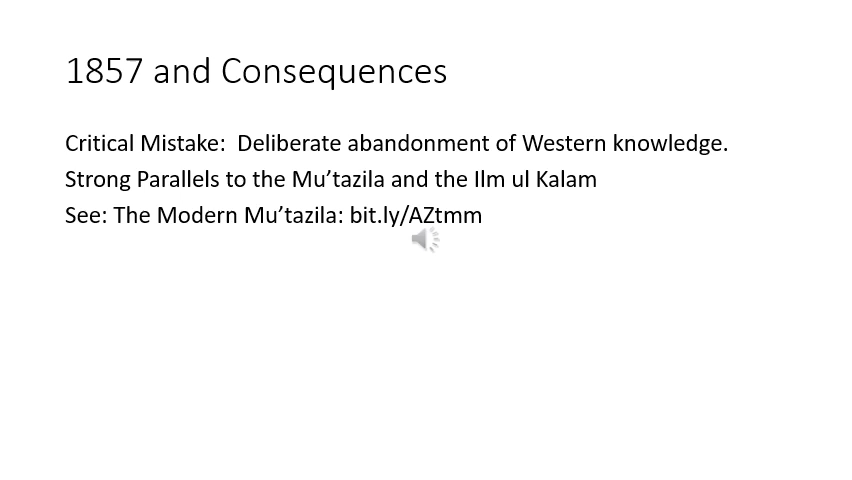 1857 and Consequences
Critical Mistake:  Deliberate abandonment of Western knowledge.
Strong Parallels to the Mu’tazila and the Ilm ul Kalam
See: The Modern Mu’tazila: bit.ly/AZtmm